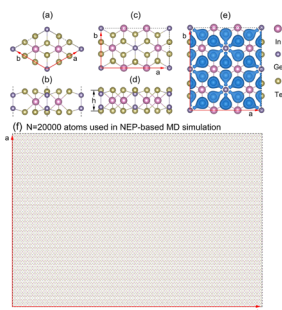 (a)
(c)
(e)
b
a
b
a
b
a
In
Ge
Te
(b)
(d)
h
(f) N=20000 atoms used in NEP-based MD simulation
a